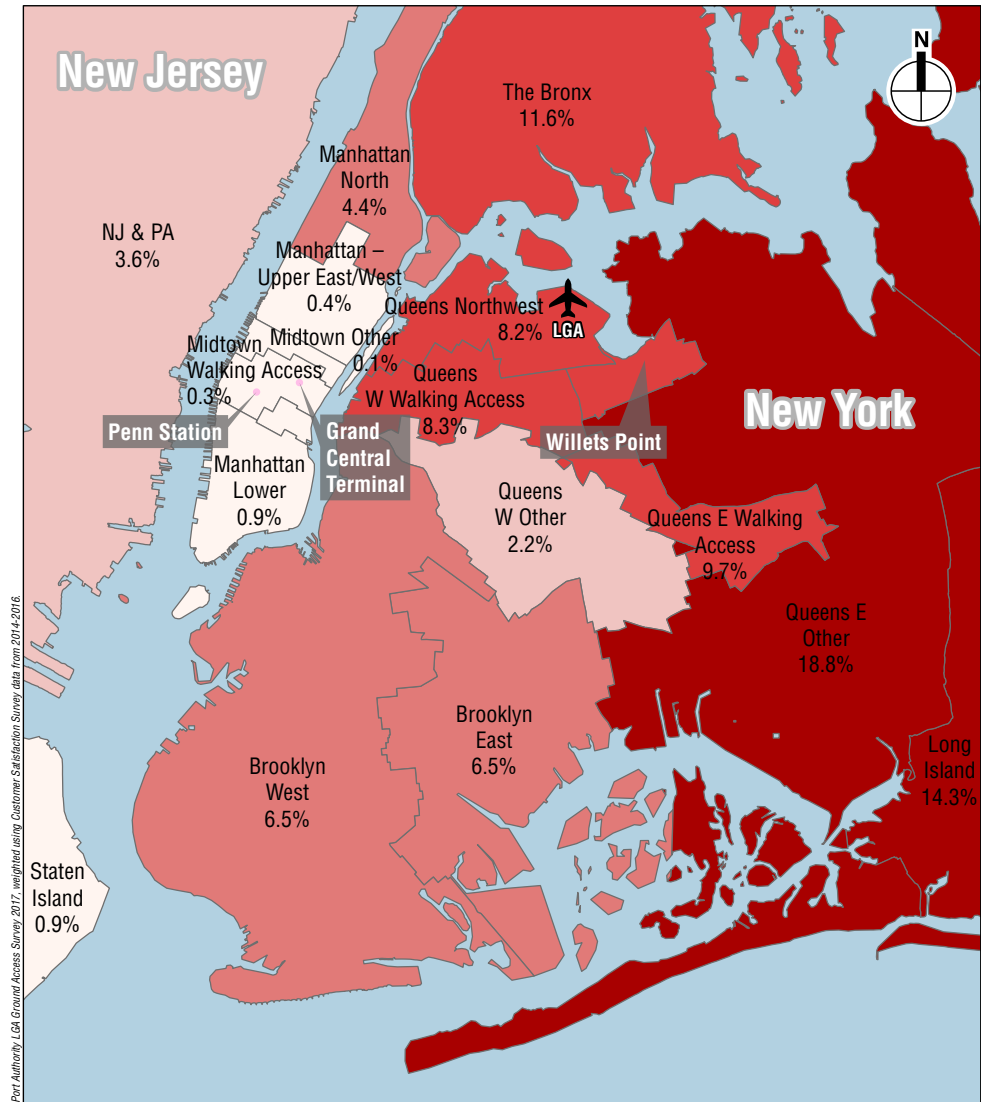 New Jersey
N
The Bronx
11.6%
Manhattan
North
4.4%
NJ & PA
3.6%
Manhattan –
Upper East/West
0.4%
Queens Northwest
8.2%
LGA
Midtown Other
0.1%
Midtown
Walking Access
0.3%
Queens
W Walking Access
8.3%
New York
Penn Station
Grand
Central
Terminal
Willets Point
Manhattan
Lower
0.9%
Queens
W Other
2.2%
Queens E Walking
Access
9.7%
Queens E
Other
18.8%
Brooklyn
East
6.5%
Brooklyn
West
6.5%
Long
Island
14.3%
Staten
Island
0.9%
Port Authority LGA Ground Access Survey 2017, weighted using Customer Satisfaction Survey data from 2014-2016.